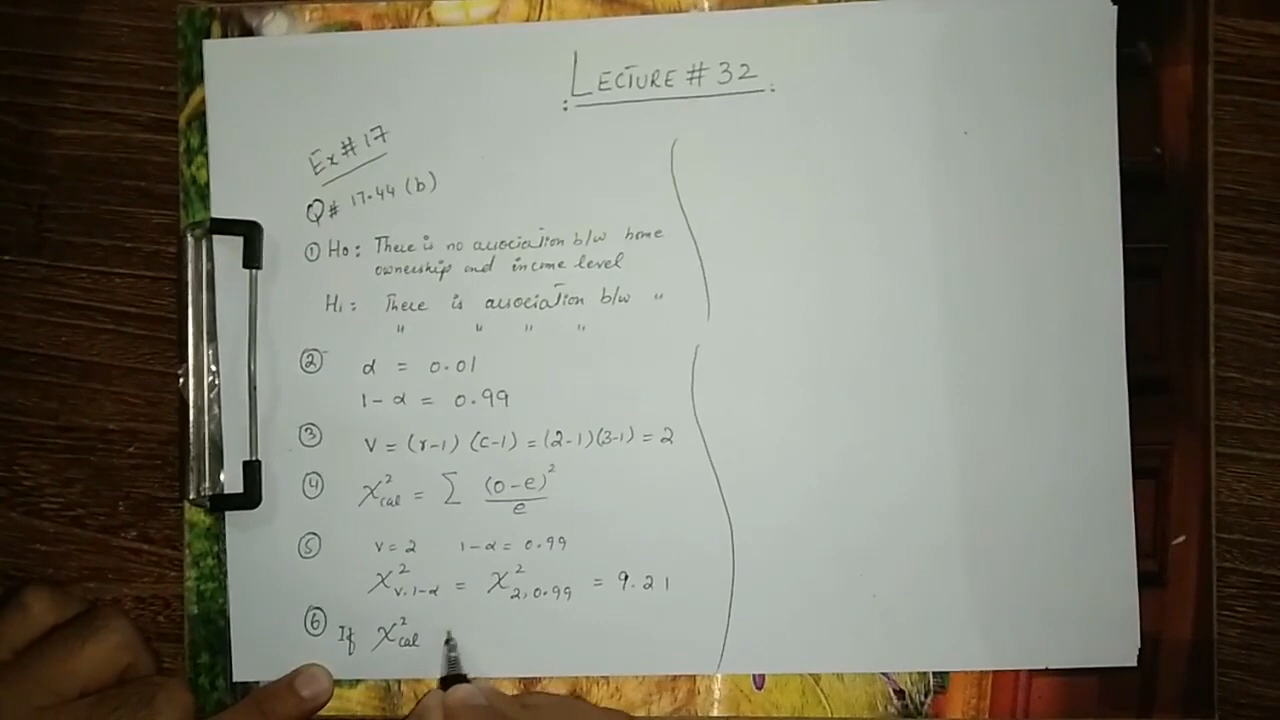 LECTURE # 32
Ex # 17
Q# 17.44 (b)
① H0 : There is no association b/w home
ownership and income level
H1 : There is association b/w "
" " " "
② α = 0.01
1-α = 0.99
③ V = (r-1) (c-1) = (2-1)(3-1) = 2
④ χ²cal = Σ (o-e)²/e
⑤ v = 2 1-α = 0.99
χ²v,1-α = χ²2,0.99 = 9.21
⑥ If χ²cal